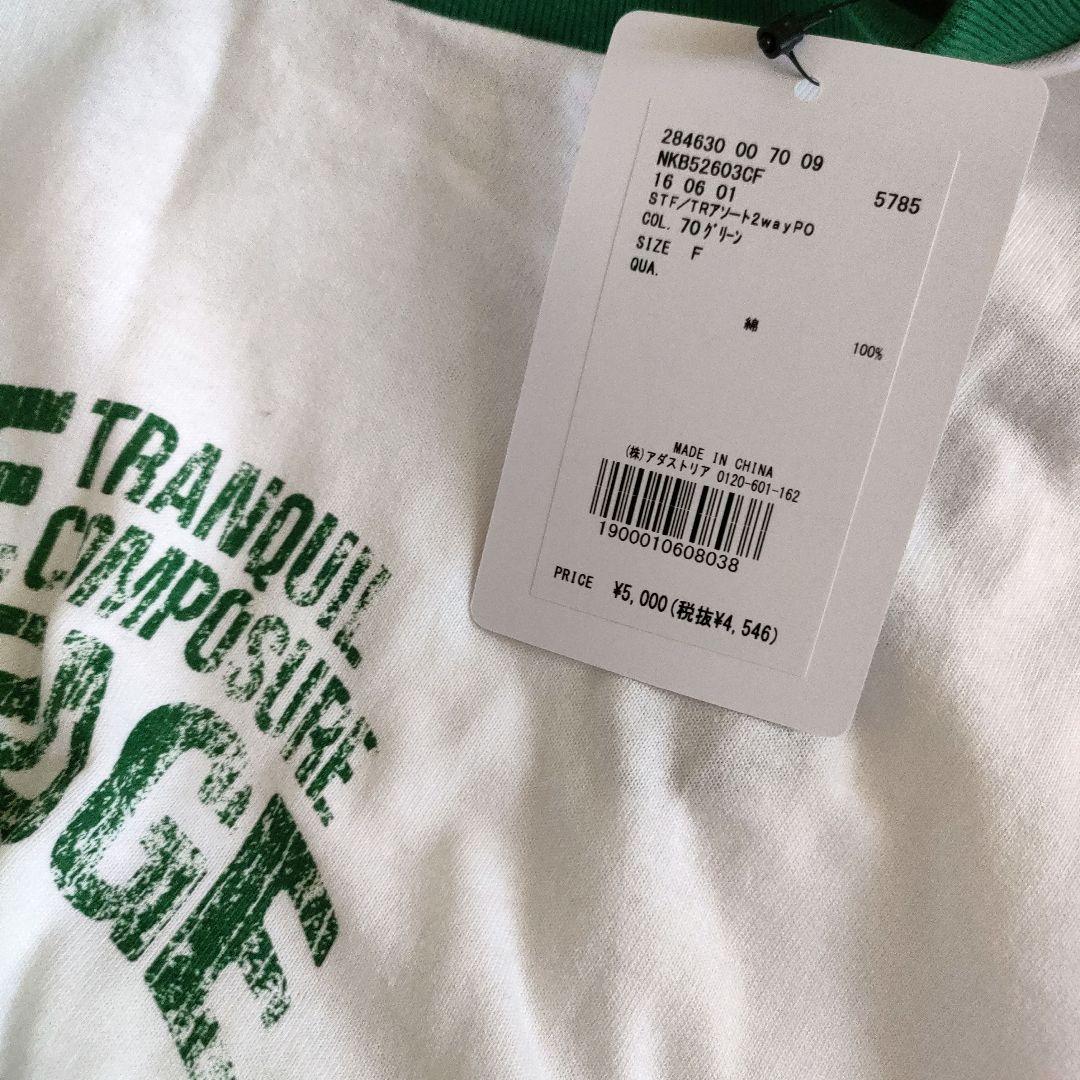 284630 00 70 09
NKB52603CF
16 06 01 5785
STF/TRアソート2wayPO
COL. 70グリーン
SIZE F
QUA.
綿
100%
MADE IN CHINA
(株)アダストリア 0120-601-162
1900010608038
PRICE ¥5,000(税抜¥4,546)
TRANQUIL
COMPOSURE